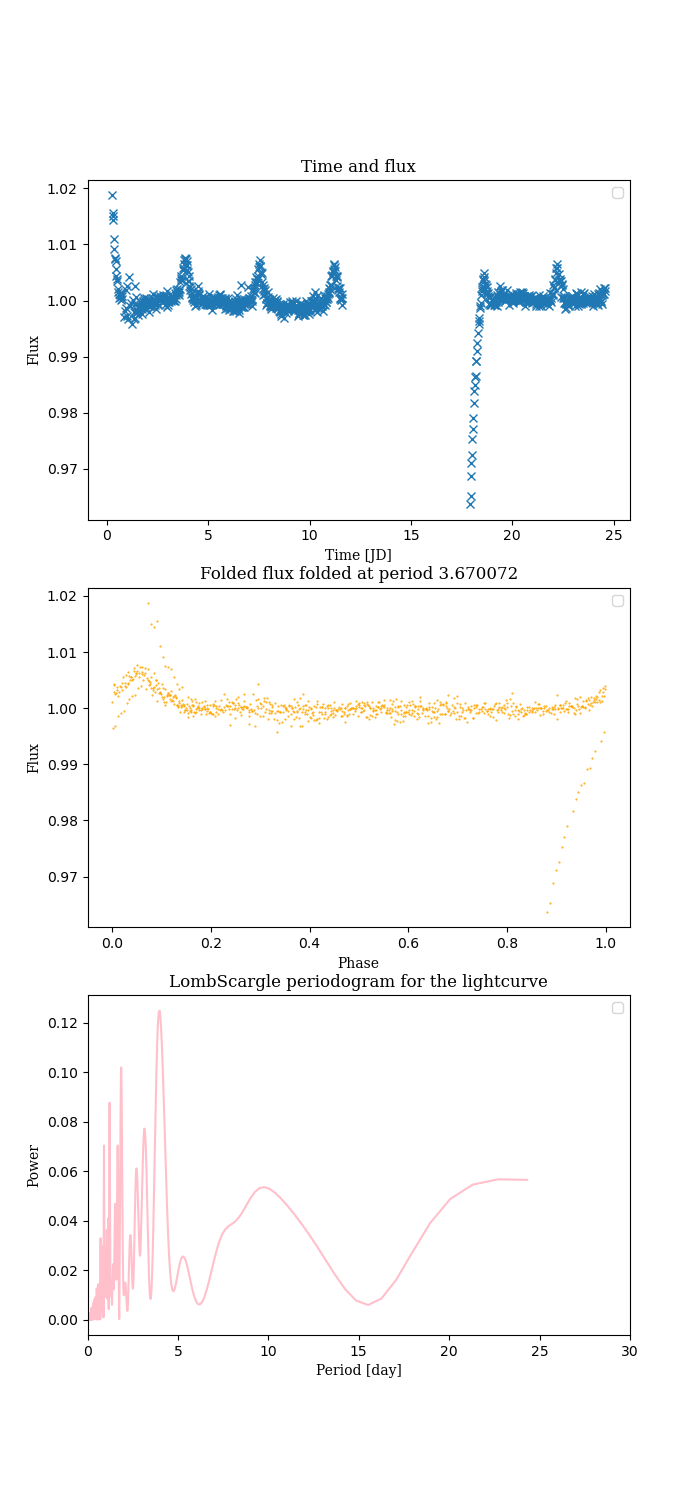 Time and flux
1.02
1.01
1.00
0.99
0.98
0.97
Flux
0 5 10 15 20 25
Time [JD]
Folded flux folded at period 3.670072
1.02
1.01
1.00
0.99
0.98
0.97
Flux
0.0 0.2 0.4 0.6 0.8 1.0
Phase
LombScargle periodogram for the lightcurve
0.12
0.10
0.08
0.06
0.04
0.02
0.00
Power
0 5 10 15 20 25 30
Period [day]